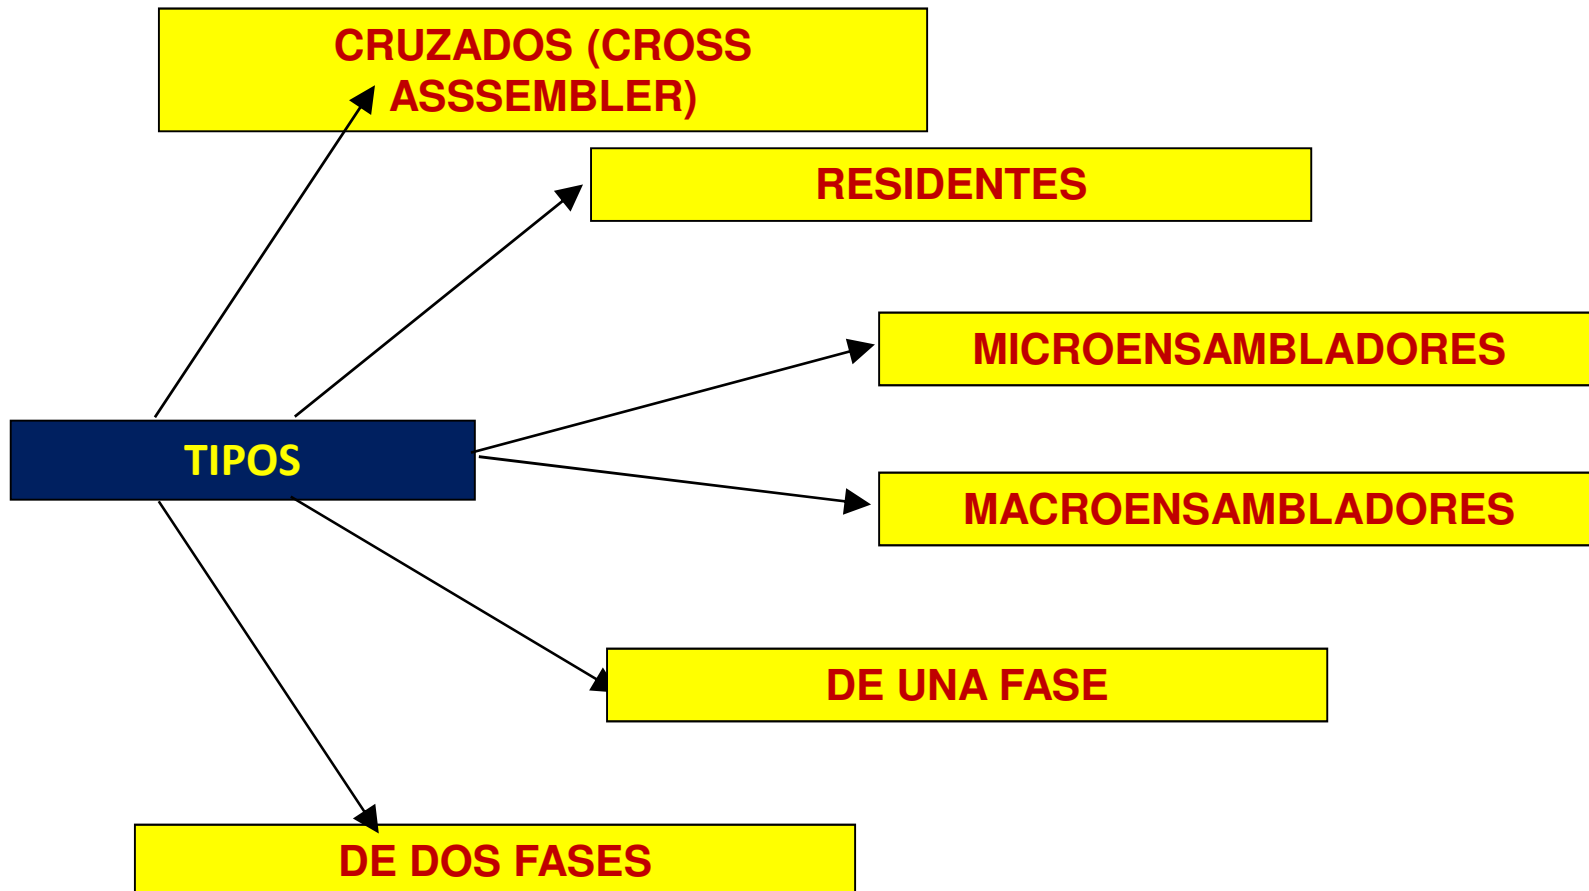 CRUZADOS (CROSS
ASSSEMBLER)
RESIDENTES
MICROENSAMBLADORES
TIPOS
MACROENSAMBLADORES
DE UNA FASE
DE DOS FASES